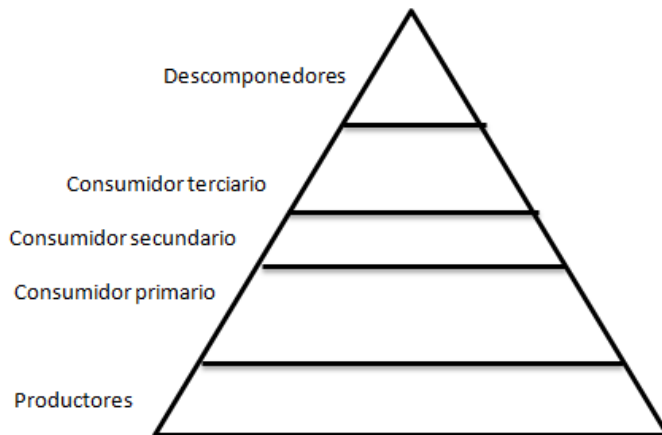 Descomponedores
Consumidor terciario
Consumidor secundario
Consumidor primario
Productores